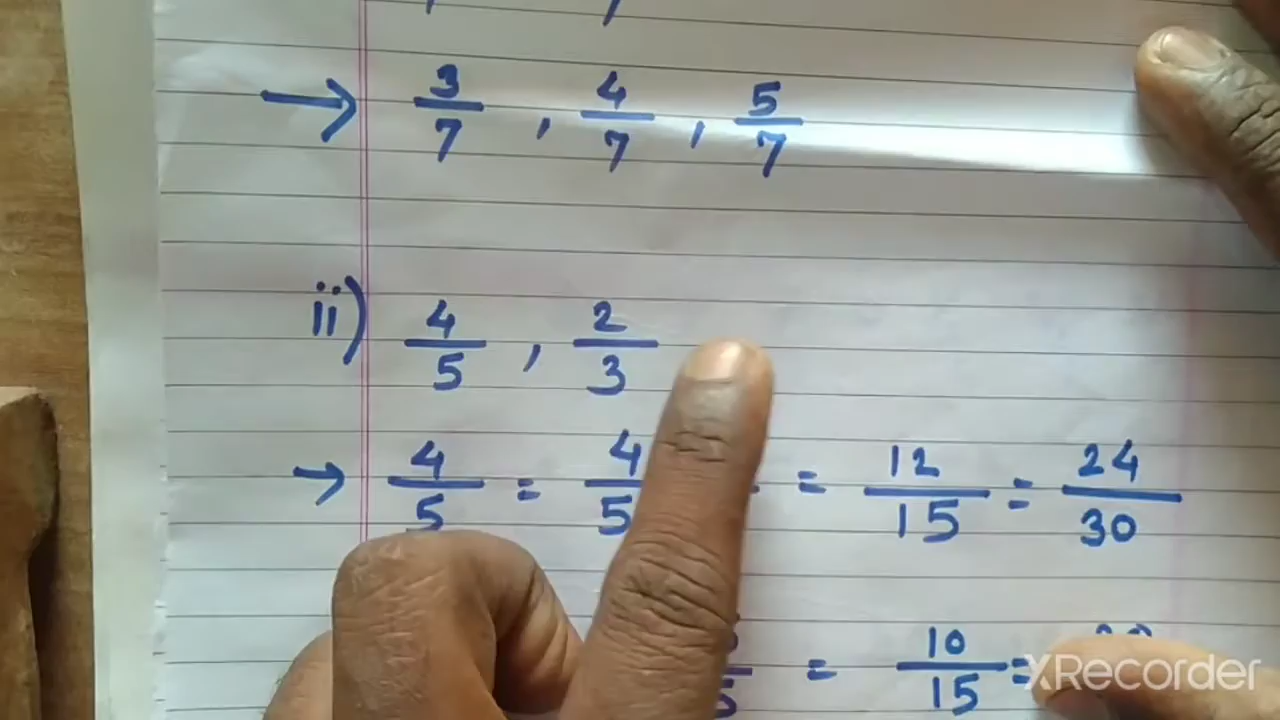 → 3/7 , 4/7 , 5/7
ii) 4/5 , 2/3
→ 4/5 = 4/5 = 12/15 = 24/30
= 10/15 =
XRecorder